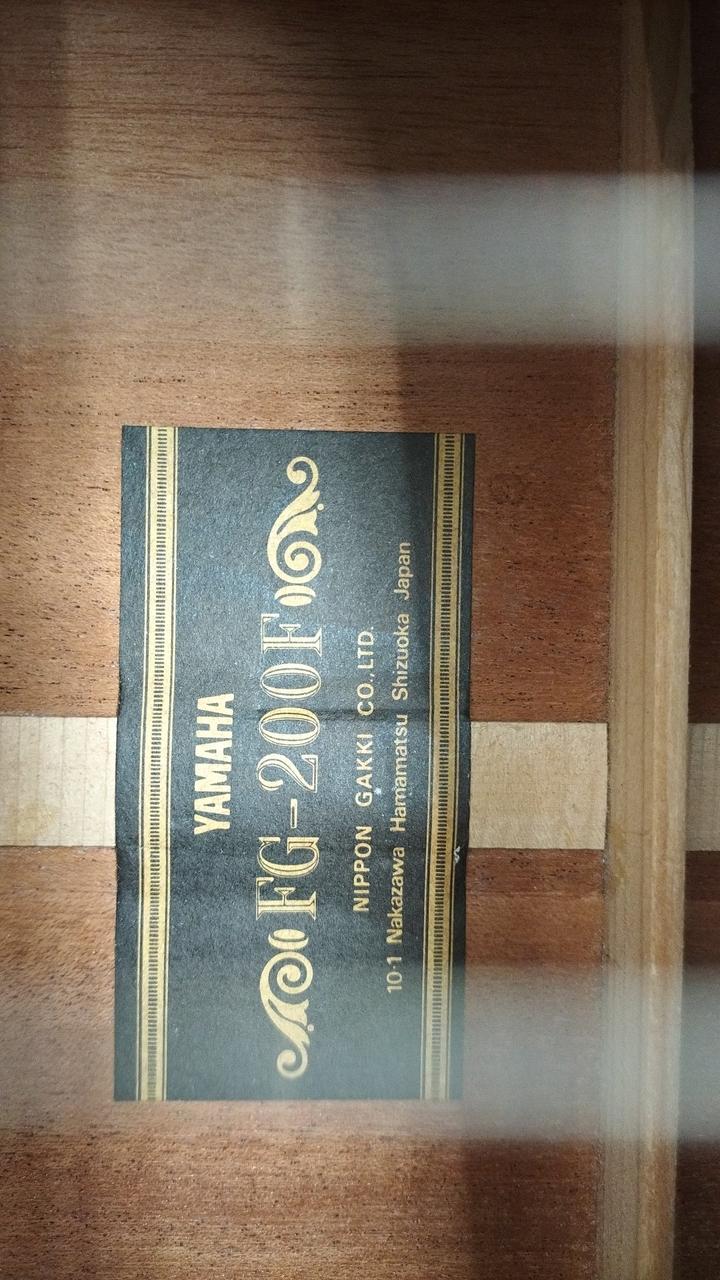 YAMAHA
FG-200F
NIPPON GAKKI CO.,LTD.
10-1 Nakazawa Hamamatsu Shizuoka Japan